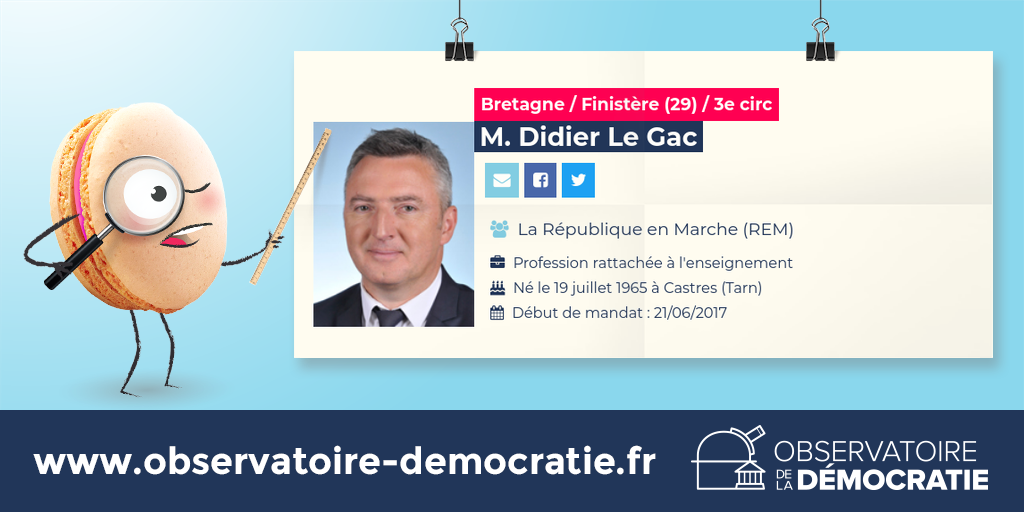 Bretagne / Finistère (29) / 3e circ
M. Didier Le Gac
La République en Marche (REM)
Profession rattachée à l'enseignement
Né le 19 juillet 1965 à Castres (Tarn)
Début de mandat : 21/06/2017
www.observatoire-democratie.fr
OBSERVATOIRE
DE LA DÉMOCRATIE